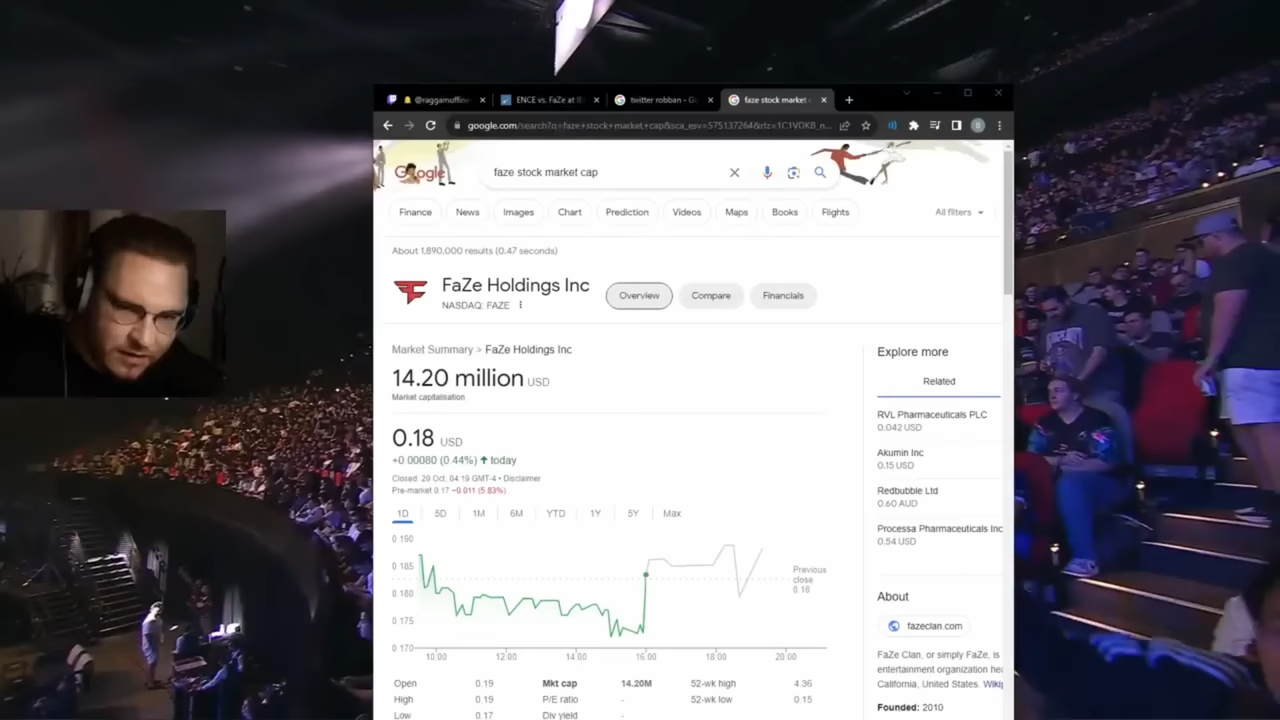 @raggamuffin
ENCE vs. FaZe at IE
twitter robban - G
faze stock market
google.com/search?q=faze+stock+market+cap&sca_esv=575137264&rlz=1C1VDKB_n...
Google
faze stock market cap
Finance
News
Images
Chart
Prediction
Videos
Maps
Books
Flights
All filters
About 1,890,000 results (0.47 seconds)
FaZe Holdings Inc
NASDAQ: FAZE
Overview
Compare
Financials
Market Summary > FaZe Holdings Inc
14.20 million USD
Market capitalisation
0.18 USD
+0.00080 (0.44%) ↑ today
Closed: 20 Oct, 04:19 GMT-4 • Disclaimer
Pre-market 0.17 −0.011 (5.83%)
1D
5D
1M
6M
YTD
1Y
5Y
Max
0.190
0.185
0.180
0.175
0.170
Previous
close
0.18
10:00
12:00
14:00
16:00
18:00
20:00
Open 0.19
High 0.19
Low 0.17
Mkt cap 14.20M
P/E ratio -
Div yield -
52-wk high 4.36
52-wk low 0.15
Explore more
Related
RVL Pharmaceuticals PLC
0.042 USD
Akumin Inc
0.15 USD
Redbubble Ltd
0.60 AUD
Processa Pharmaceuticals Inc
0.54 USD
About
fazeclan.com
FaZe Clan, or simply FaZe, is
entertainment organization hea
California, United States. Wikip
Founded: 2010